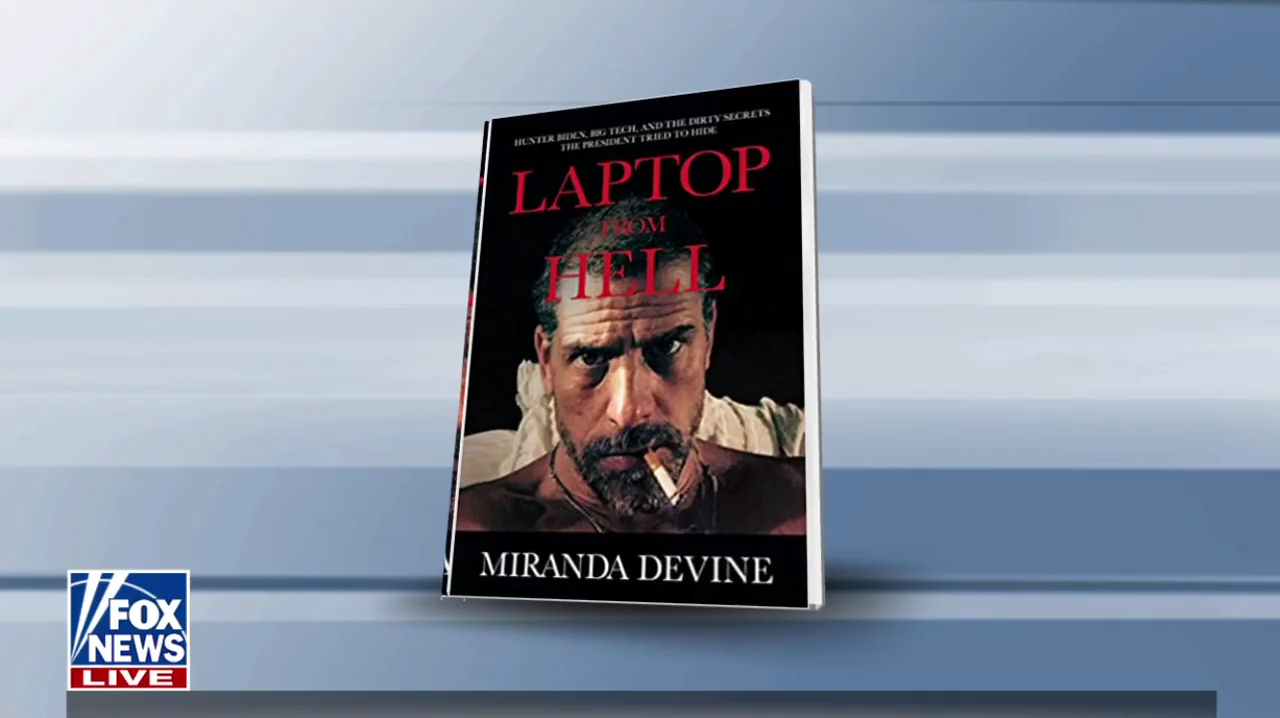 HUNTER BIDEN, BIG TECH, AND THE DIRTY SECRETS
THE PRESIDENT TRIED TO HIDE
LAPTOP
FROM
HELL
MIRANDA DEVINE
FOX
NEWS
LIVE